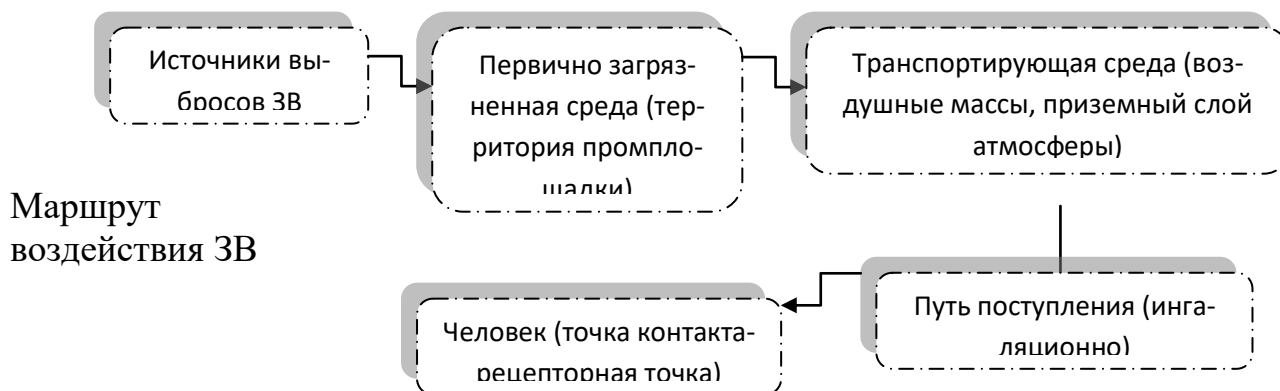 Источники вы-
бросов ЗВ
Первично загряз-
ненная среда (тер-
ритория промпло-
щадки)
Транспортирующая среда (воз-
душные массы, приземный слой
атмосферы)
Маршрут
воздействия ЗВ
Путь поступления (инга-
ляционно)
Человек (точка контакта-
рецепторная точка)